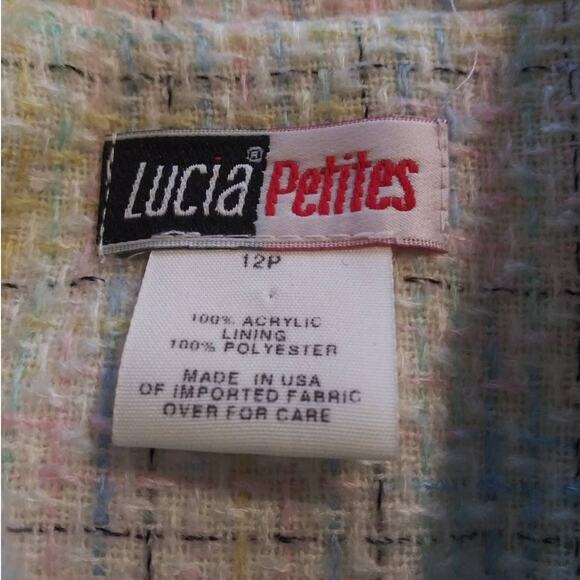 Lucia® Petites
12P
100% ACRYLIC
LINING
100% POLYESTER
MADE IN USA
OF IMPORTED FABRIC
OVER FOR CARE